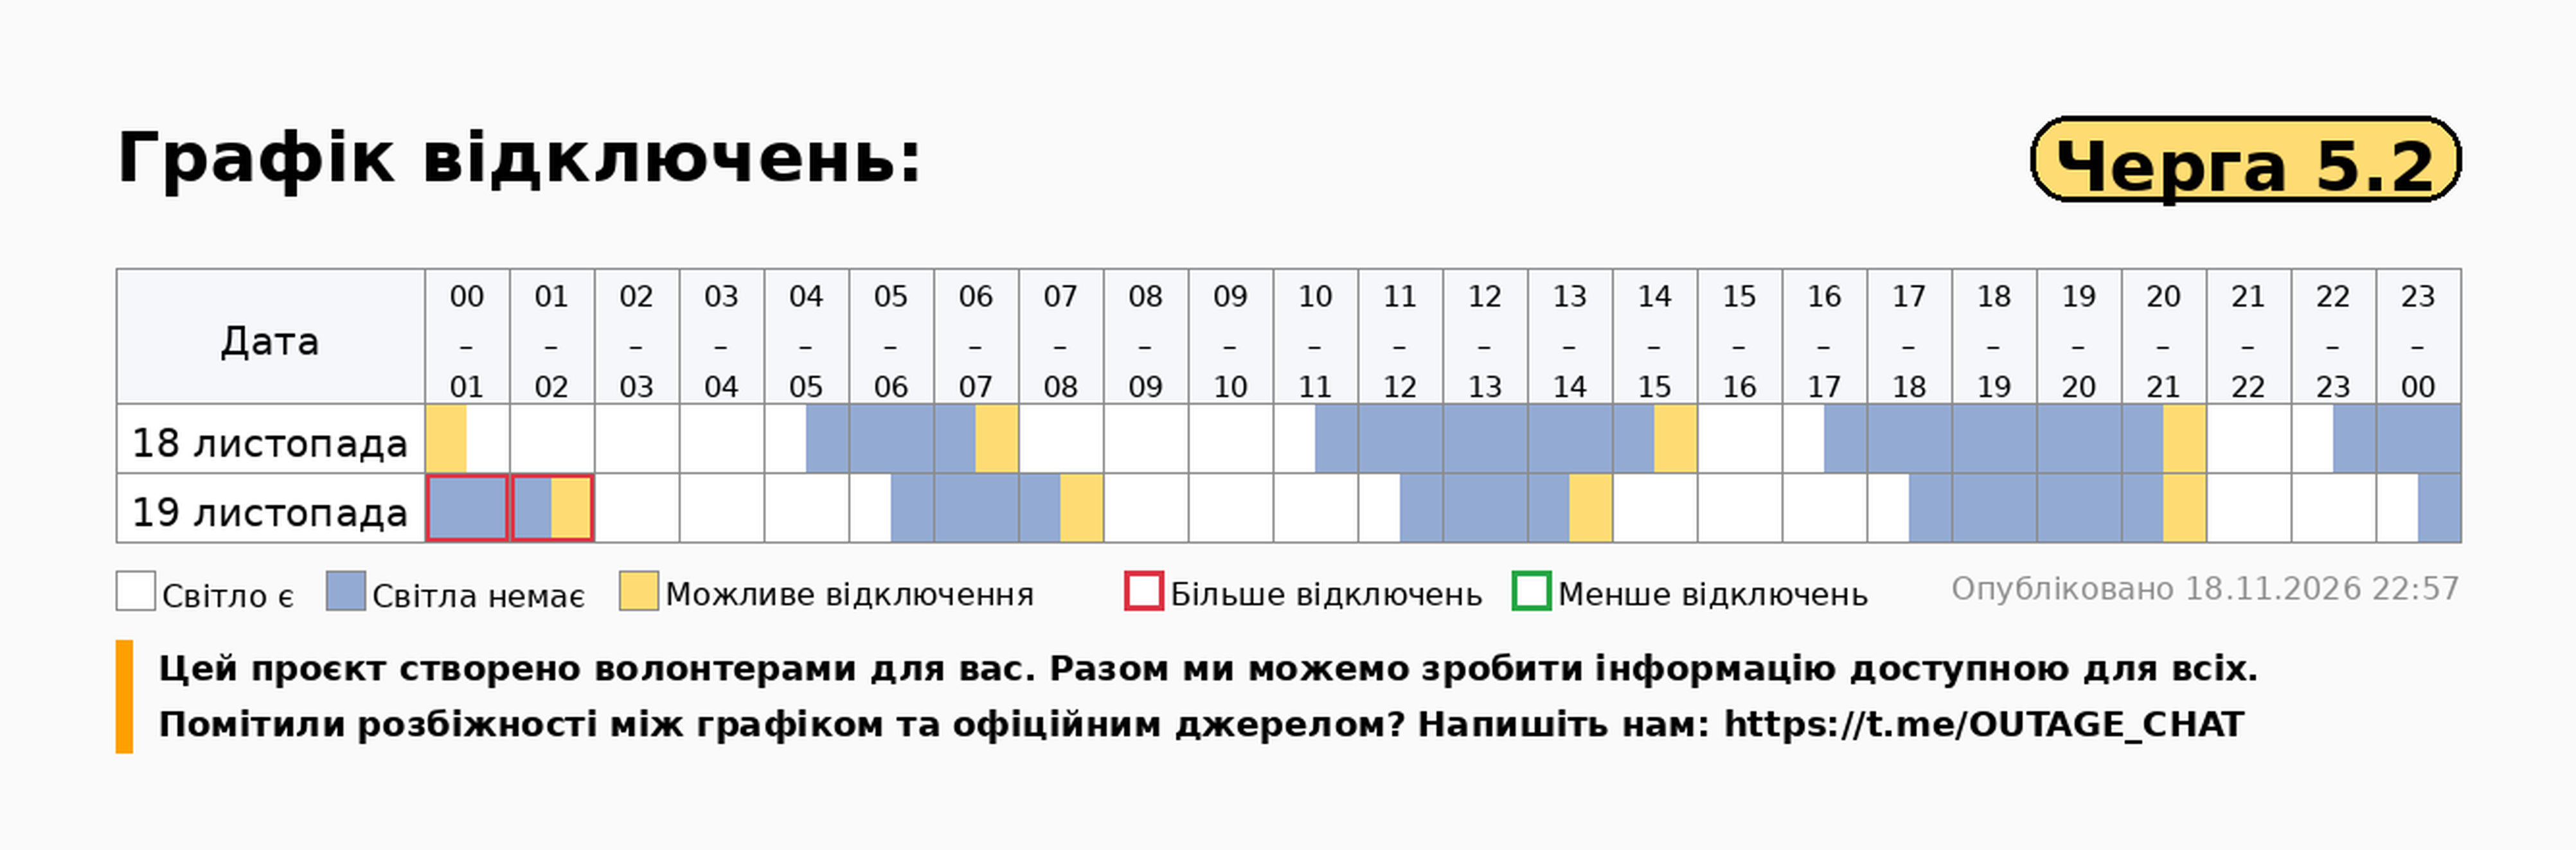 Графік відключень:
Черга 5.2
Дата
00 – 01
01 – 02
02 – 03
03 – 04
04 – 05
05 – 06
06 – 07
07 – 08
08 – 09
09 – 10
10 – 11
11 – 12
12 – 13
13 – 14
14 – 15
15 – 16
16 – 17
17 – 18
18 – 19
19 – 20
20 – 21
21 – 22
22 – 23
23 – 00
18 листопада
19 листопада
Світло є
Світла немає
Можливе відключення
Більше відключень
Менше відключень
Опубліковано 18.11.2026 22:57
Цей проєкт створено волонтерами для вас. Разом ми можемо зробити інформацію доступною для всіх.
Помітили розбіжності між графіком та офіційним джерелом? Напишіть нам: https://t.me/OUTAGE_CHAT